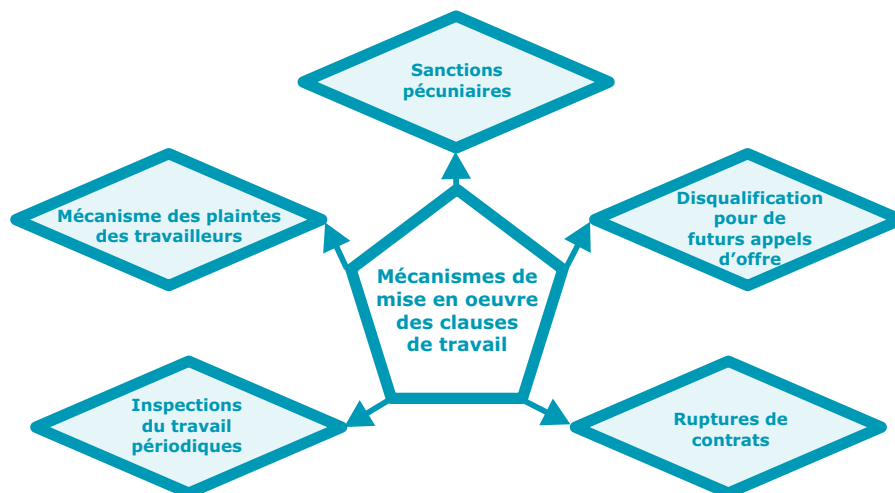 Sanctions
pécuniaires
Mécanisme des plaintes
des travailleurs
Disqualification
pour de
futurs appels
d’offre
Mécanismes de
mise en oeuvre
des clauses
de travail
Inspections
du travail
périodiques
Ruptures de
contrats